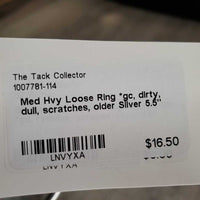 The Tack Collector
1007781-114
Med Hvy Loose Ring *gc, dirty,
dull, scratches, older Silver 5.5"
$16.50
LNVYXA